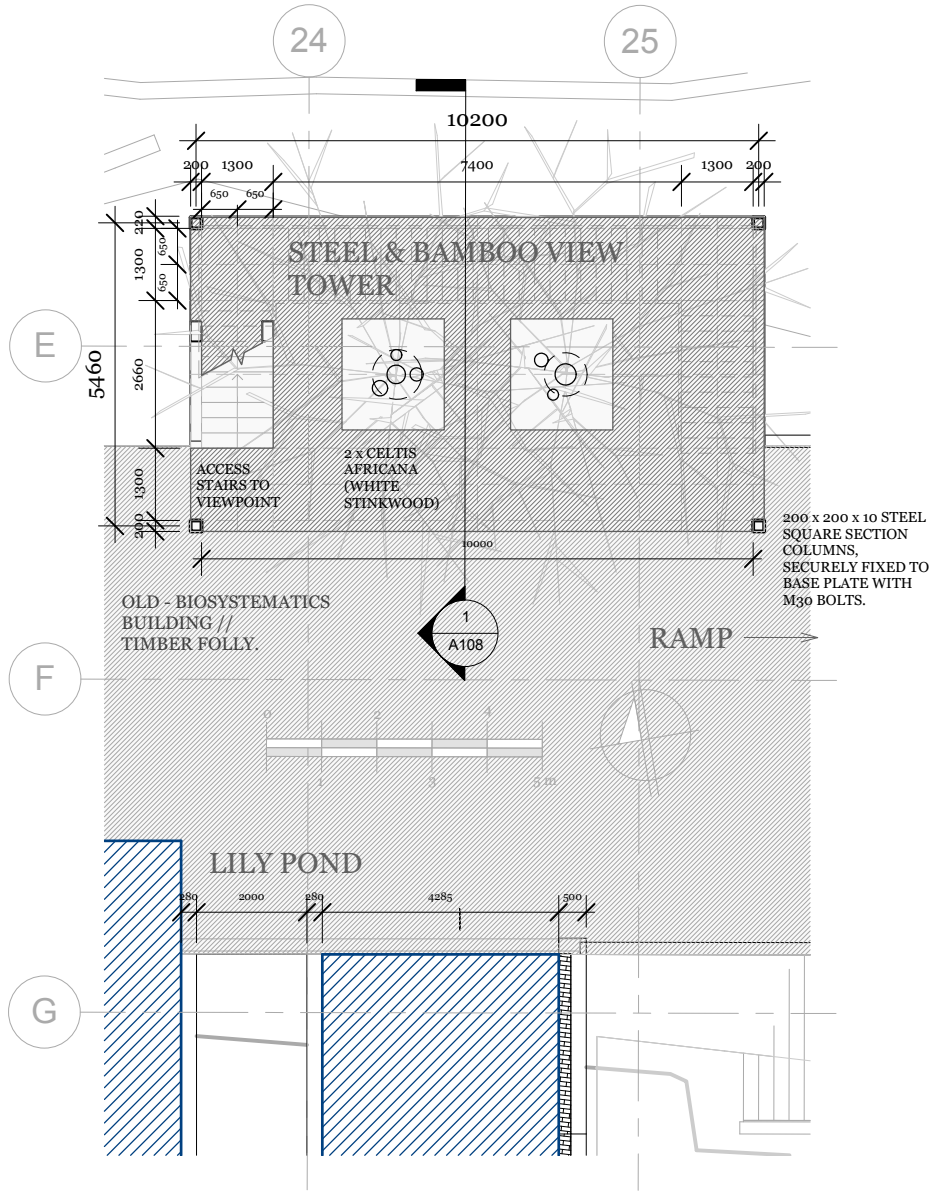 24
25
10200
200 1300 7400 1300 200
650 650
220
1300
650
650
2660
5460
1300
200
STEEL & BAMBOO VIEW
TOWER
E
ACCESS
STAIRS TO
VIEWPOINT
2 x CELTIS
AFRICANA
(WHITE
STINKWOOD)
10000
200 x 200 x 10 STEEL
SQUARE SECTION
COLUMNS,
SECURELY FIXED TO
BASE PLATE WITH
M30 BOLTS.
OLD - BIOSYSTEMATICS
BUILDING //
TIMBER FOLLY.
1
A108
RAMP
F
0 2 4
1 3 5 m
LILY POND
280 2000 280 4285 500
G